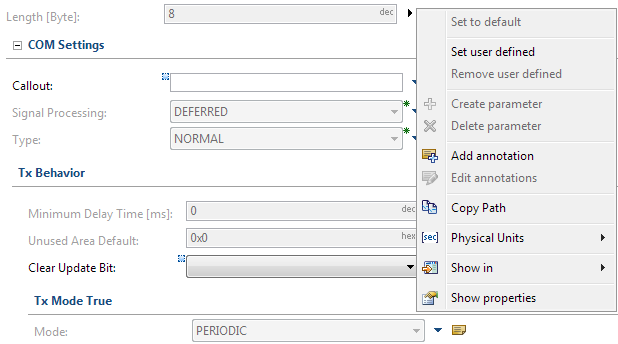 Length [Byte]: 8 dec
COM Settings
Callout:
Signal Processing: DEFERRED
Type: NORMAL
Tx Behavior
Minimum Delay Time [ms]: 0 dec
Unused Area Default: 0x0 hex
Clear Update Bit:
Tx Mode True
Mode: PERIODIC
Set to default
Set user defined
Remove user defined
Create parameter
Delete parameter
Add annotation
Edit annotations
Copy Path
[sec] Physical Units
Show in
Show properties